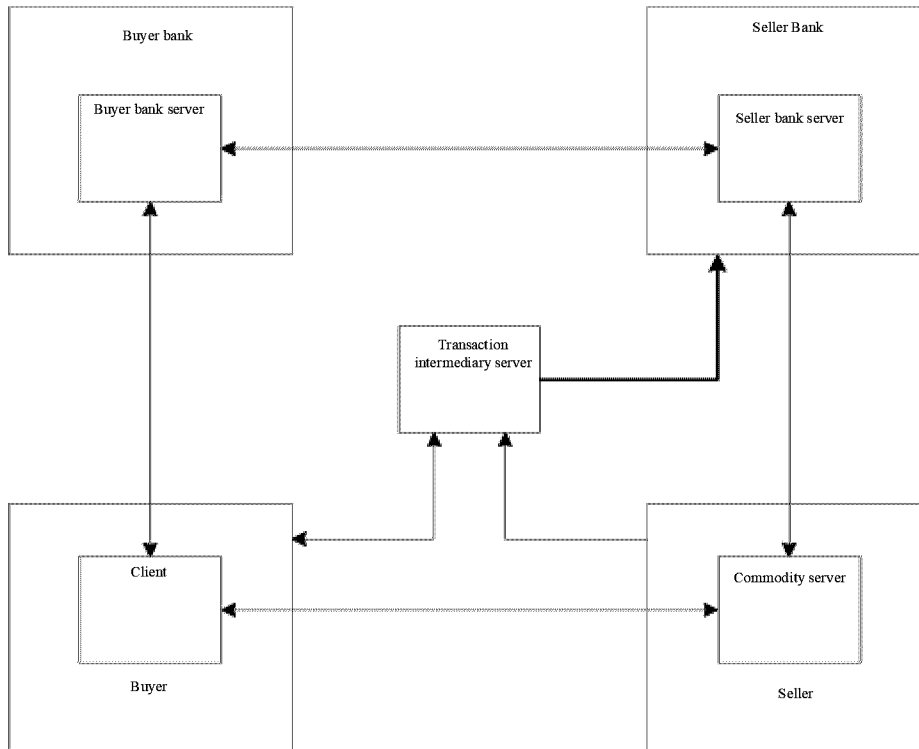 Buyer bank
Seller Bank
Buyer bank server
Seller bank server
Transaction
intermediary server
Client
Commodity server
Buyer
Seller